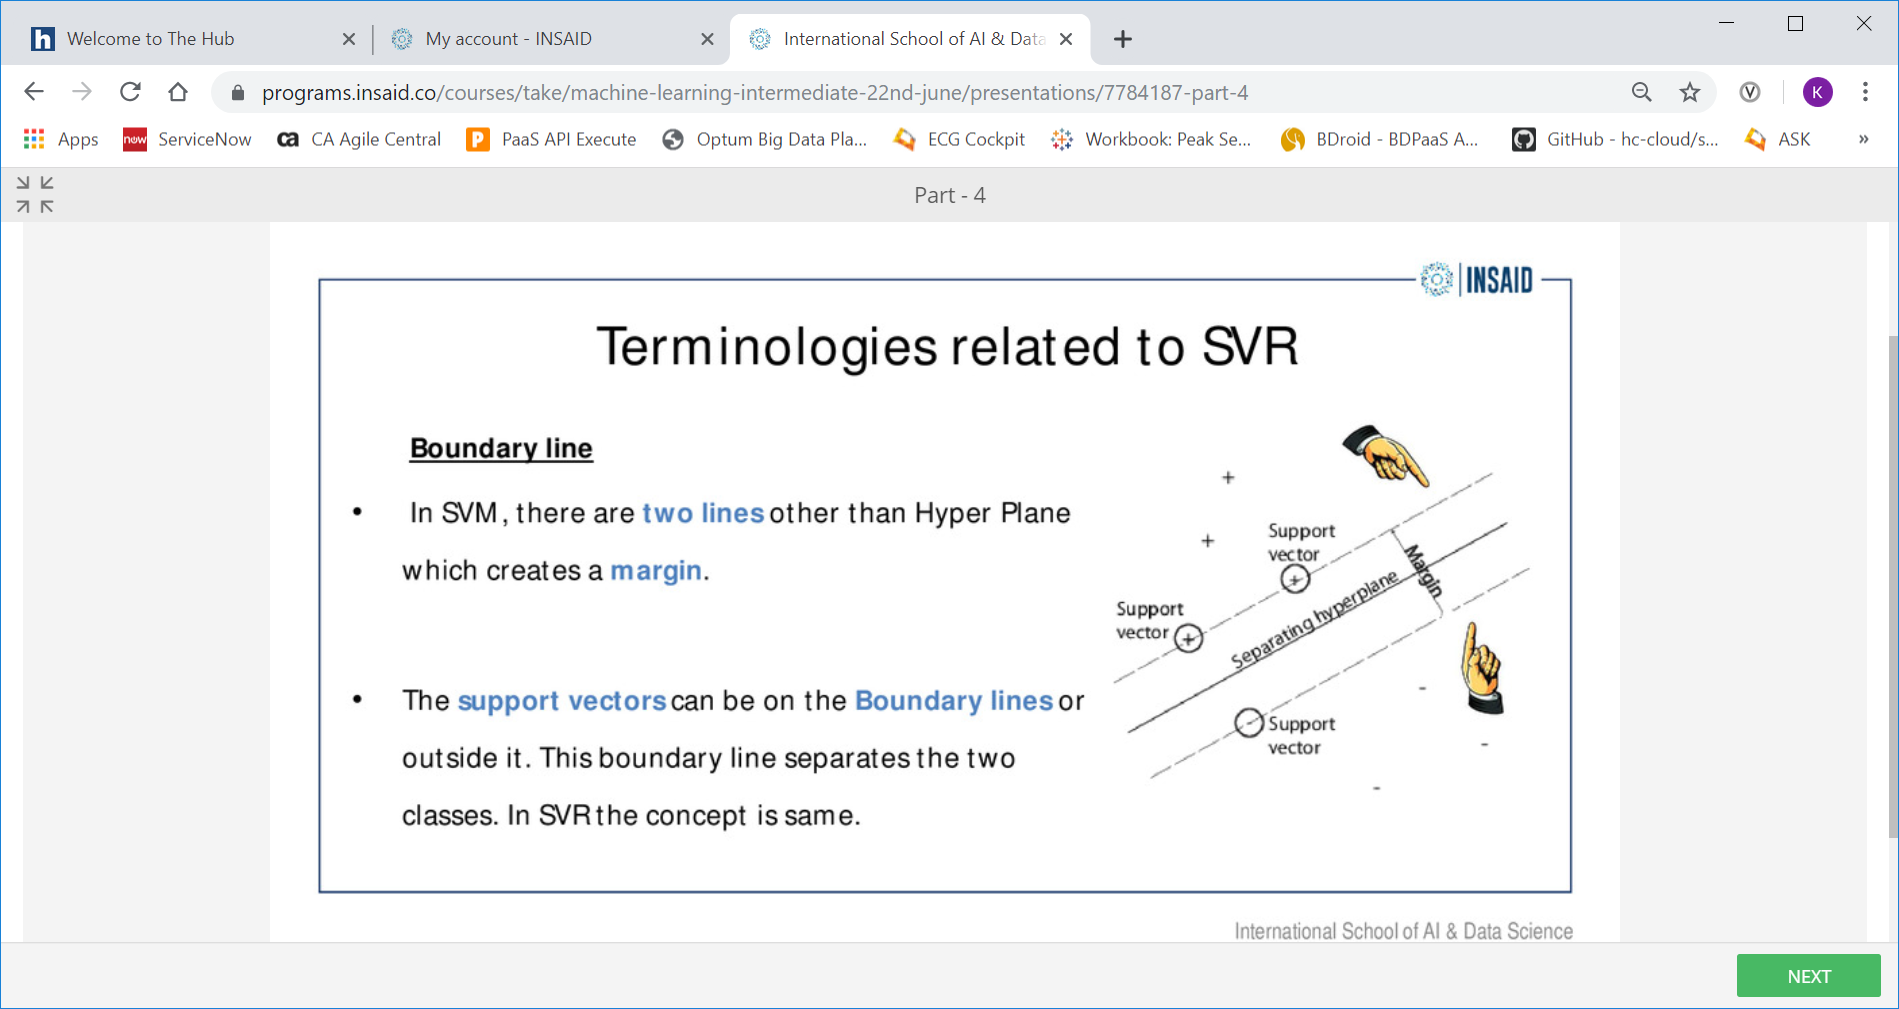 Welcome to The Hub
My account - INSAID
International School of AI & Data
programs.insaid.co/courses/take/machine-learning-intermediate-22nd-june/presentations/7784187-part-4
K
Apps
now ServiceNow
ca CA Agile Central
P PaaS API Execute
Optum Big Data Pla...
ECG Cockpit
Workbook: Peak Se...
BDroid - BDPaaS A...
GitHub - hc-cloud/s...
ASK
»
Part - 4
INSAID
Terminologies related to SVR
Boundary line
• In SVM, there are two lines other than Hyper Plane
which creates a margin.
• The support vectors can be on the Boundary lines or
outside it. This boundary line separates the two
classes. In SVR the concept is same.
Support
vector
Support
vector
Margin
Separating hyperplane
Support
vector
International School of AI & Data Science
NEXT